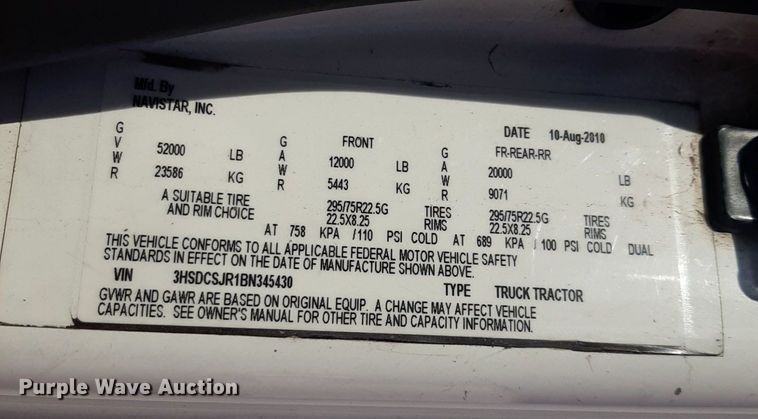 Mfd. By
NAVISTAR, INC.
DATE 10-Aug-2010
GVWR 52000 LB 23586 KG
GAWR FRONT 12000 LB 5443 KG
GAWR FR-REAR-RR 20000 LB 9071 KG
A SUITABLE TIRE 295/75R22.5G TIRES 295/75R22.5G TIRES
AND RIM CHOICE 22.5X8.25 RIMS 22.5X8.25 RIMS
AT 758 KPA /110 PSI COLD AT 689 KPA / 100 PSI COLD DUAL
THIS VEHICLE CONFORMS TO ALL APPLICABLE FEDERAL MOTOR VEHICLE SAFETY
STANDARDS IN EFFECT ON THE DATE OF MANUFACTURE SHOWN ABOVE.
VIN 3HSDCSJR1BN345430 TYPE TRUCK TRACTOR
GVWR AND GAWR ARE BASED ON ORIGINAL EQUIP. A CHANGE MAY AFFECT VEHICLE
CAPACITIES. SEE OWNER'S MANUAL FOR OTHER TIRE AND CAPACITY INFORMATION.
Purple Wave Auction